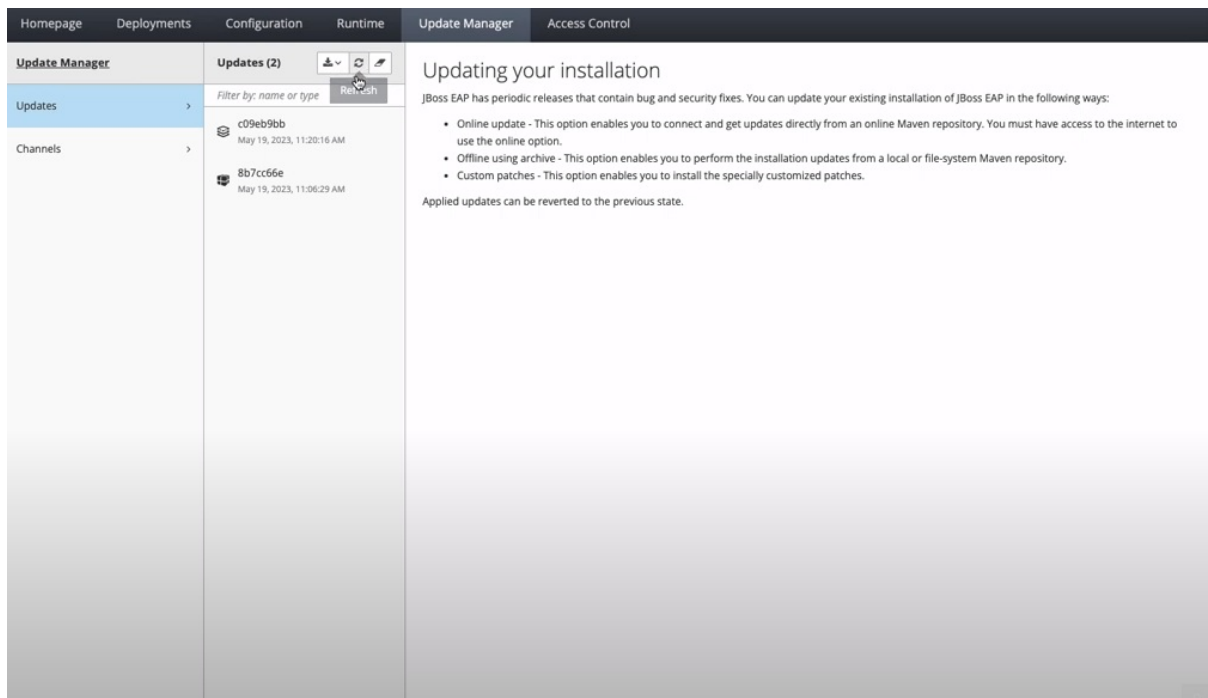 Homepage Deployments Configuration Runtime Update Manager Access Control
Update Manager
Updates
Channels
Updates (2)
Filter by: name or type
Refresh
c09eb9bb
May 19, 2023, 11:20:16 AM
8b7cc66e
May 19, 2023, 11:06:29 AM
Updating your installation
JBoss EAP has periodic releases that contain bug and security fixes. You can update your existing installation of JBoss EAP in the following ways:
• Online update - This option enables you to connect and get updates directly from an online Maven repository. You must have access to the internet to
use the online option.
• Offline using archive - This option enables you to perform the installation updates from a local or file-system Maven repository.
• Custom patches - This option enables you to install the specially customized patches.
Applied updates can be reverted to the previous state.